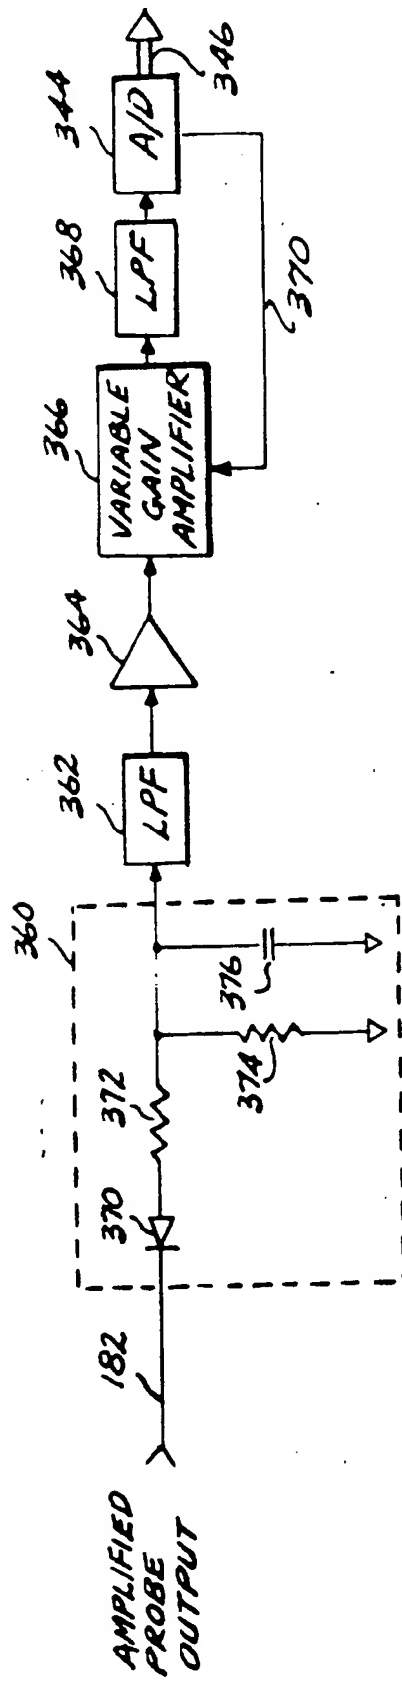 AMPLIFIED
PROBE
OUTPUT
182
360
370
372
374
376
362
LPF
364
366
VARIABLE
GAIN
AMPLIFIER
368
LPF
344
A/D
346
370